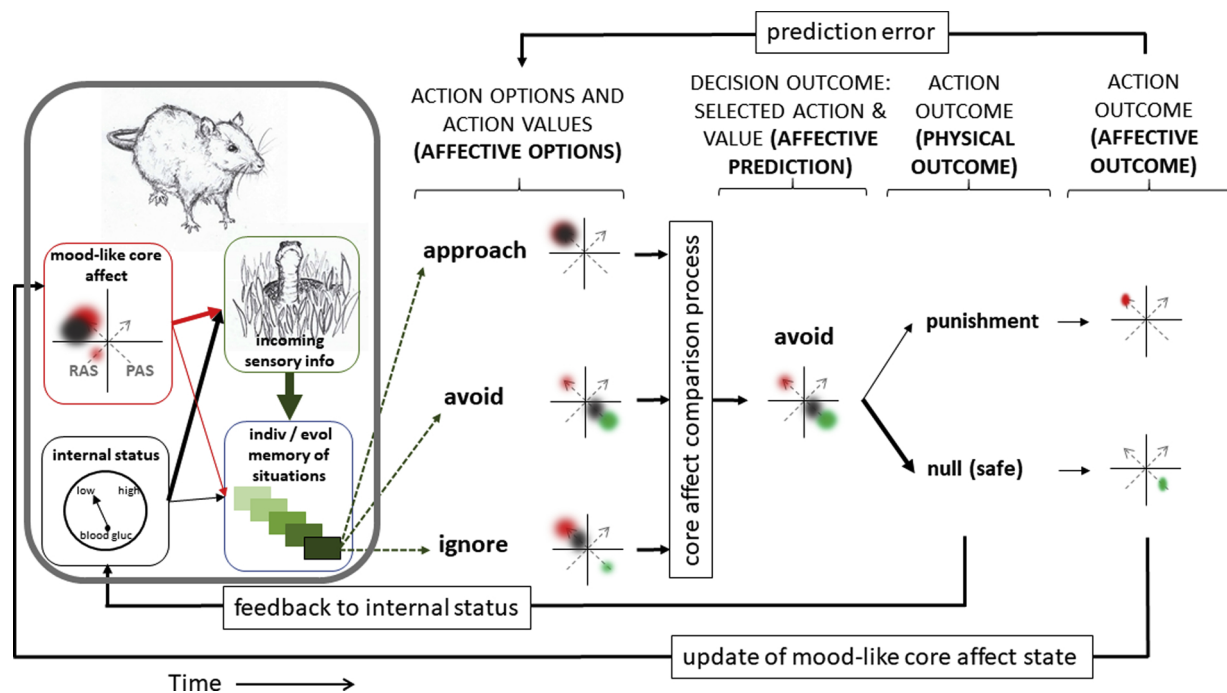 prediction error
ACTION OPTIONS AND
ACTION VALUES
(AFFECTIVE OPTIONS)
DECISION OUTCOME:
SELECTED ACTION &
VALUE (AFFECTIVE
PREDICTION)
ACTION
OUTCOME
(PHYSICAL
OUTCOME)
ACTION
OUTCOME
(AFFECTIVE
OUTCOME)
mood-like core
affect
RAS
PAS
incoming
sensory info
internal status
low
high
blood gluc
indiv / evol
memory of
situations
approach
avoid
ignore
core affect comparison process
avoid
punishment
null (safe)
feedback to internal status
update of mood-like core affect state
Time